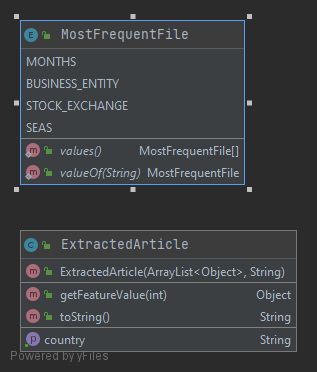 E MostFrequentFile
MONTHS
BUSINESS_ENTITY
STOCK_EXCHANGE
SEAS
m values() MostFrequentFile[]
m valueOf(String) MostFrequentFile
C ExtractedArticle
m ExtractedArticle(ArrayList<Object>, String)
m getFeatureValue(int) Object
m toString() String
p country String
Powered by yFiles